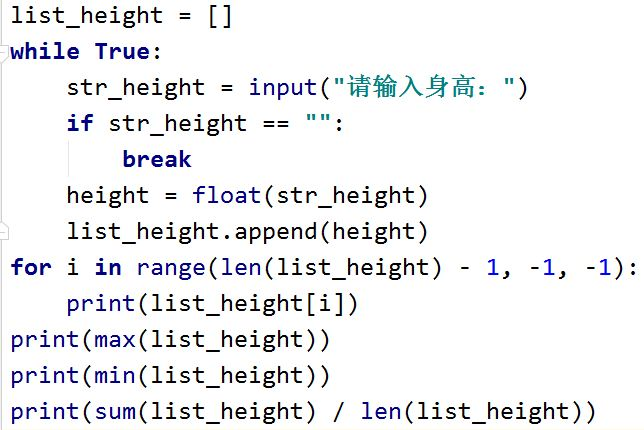 list_height = []
while True:
    str_height = input("请输入身高：")
    if str_height == "":
        break
    height = float(str_height)
    list_height.append(height)
for i in range(len(list_height) - 1, -1, -1):
    print(list_height[i])
print(max(list_height))
print(min(list_height))
print(sum(list_height) / len(list_height))